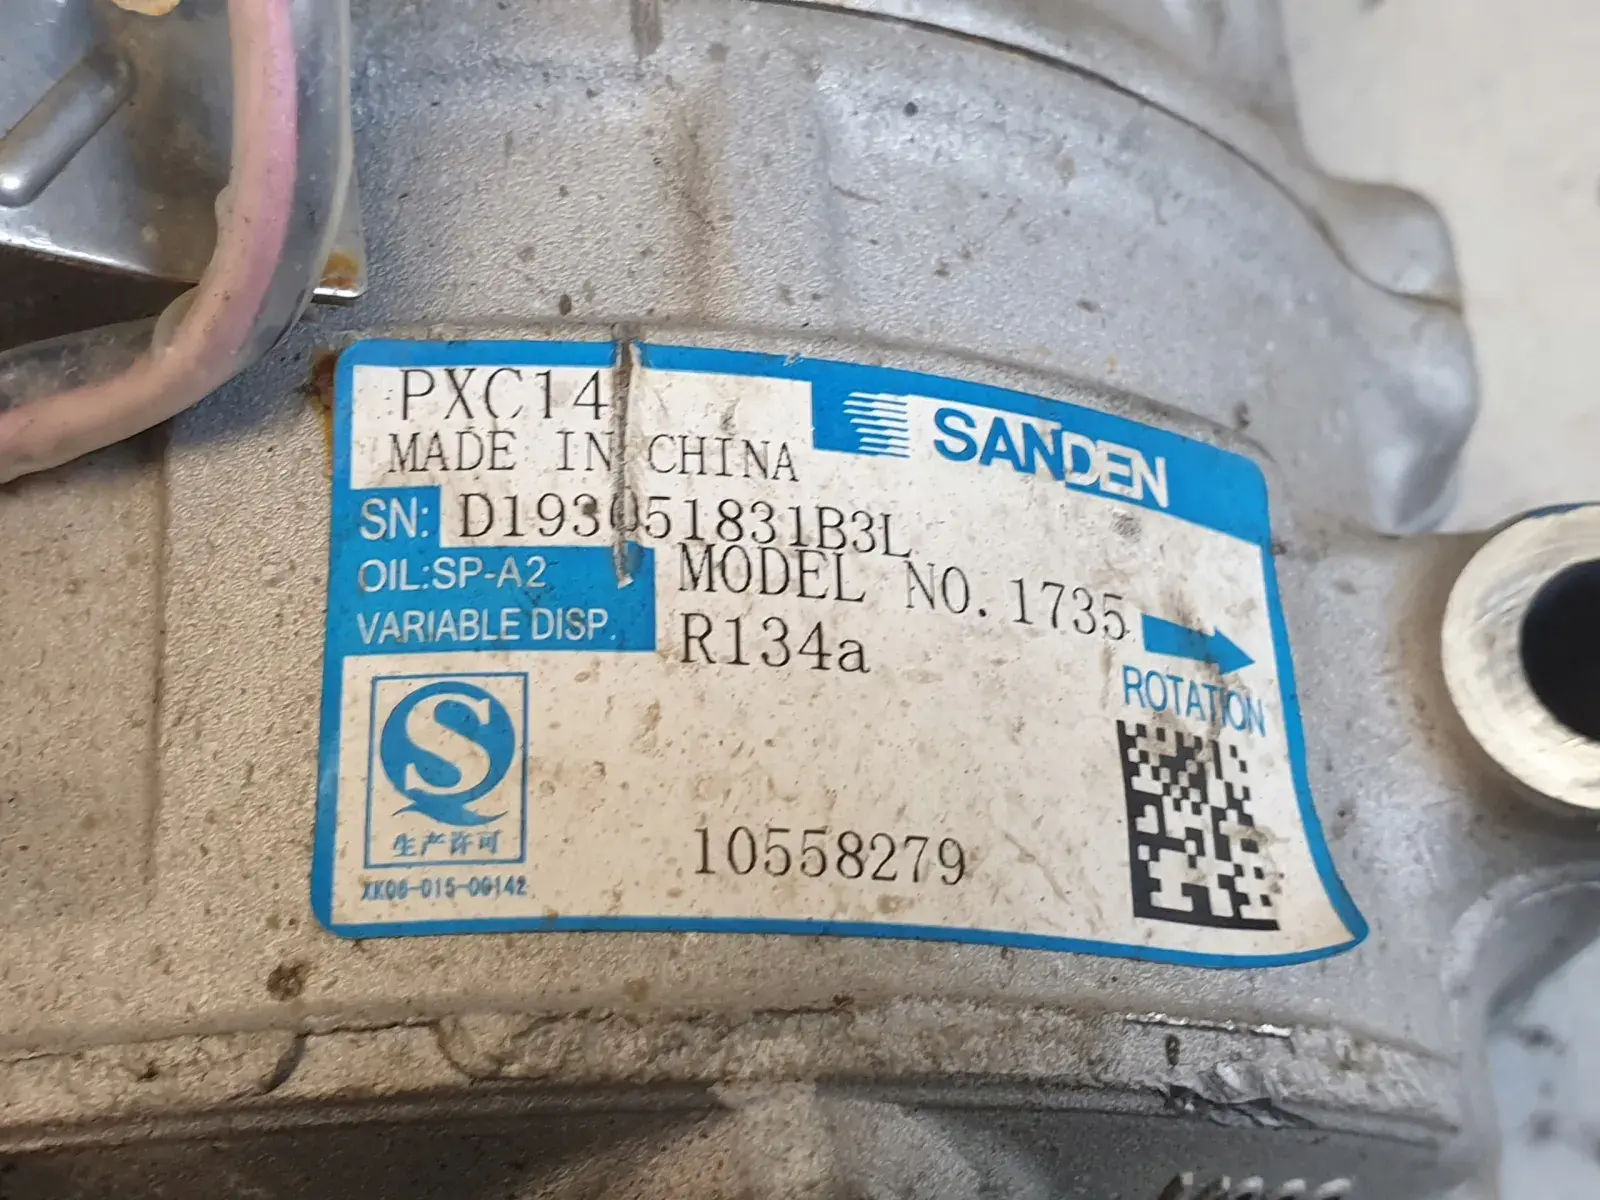 PXC14
SANDEN
MADE IN CHINA
SN: D193051831B3L
OIL:SP-A2
MODEL NO. 1735
VARIABLE DISP.
R134a
ROTATION
S
生产许可
XK06-015-00142
10558279